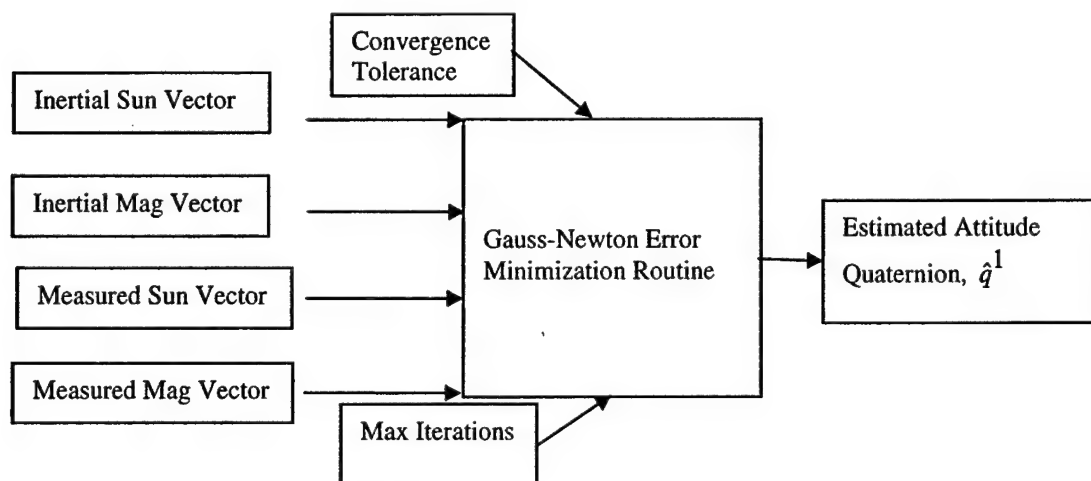 Convergence
Tolerance
Inertial Sun Vector
Inertial Mag Vector
Gauss-Newton Error
Minimization Routine
Estimated Attitude
Quaternion, q̂¹
Measured Sun Vector
Measured Mag Vector
Max Iterations